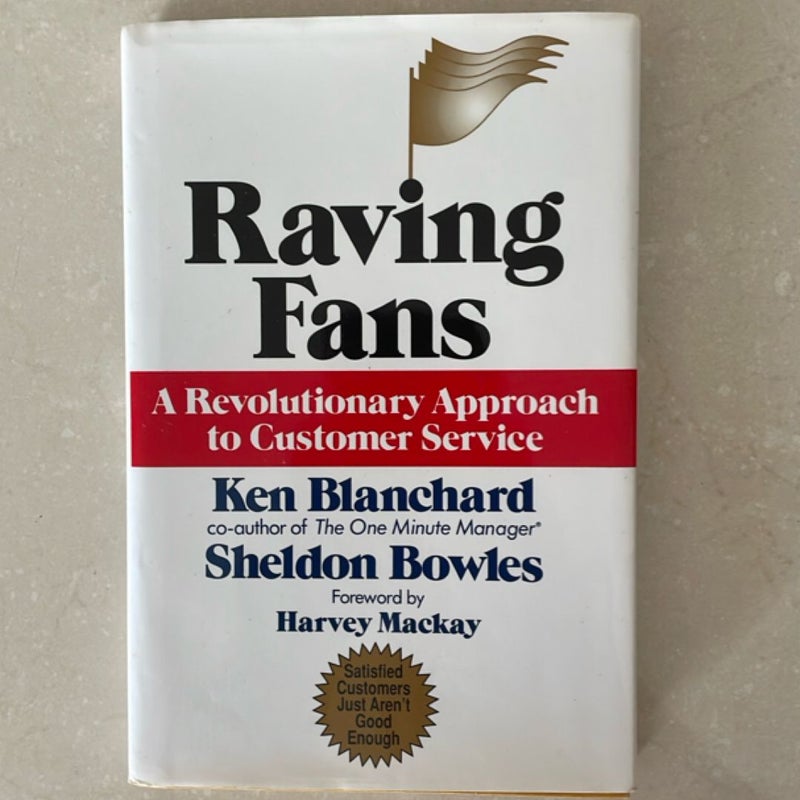 Raving
Fans
A Revolutionary Approach
to Customer Service
Ken Blanchard
co-author of The One Minute Manager®
Sheldon Bowles
Foreword by
Harvey Mackay
Satisfied
Customers
Just Aren't
Good
Enough